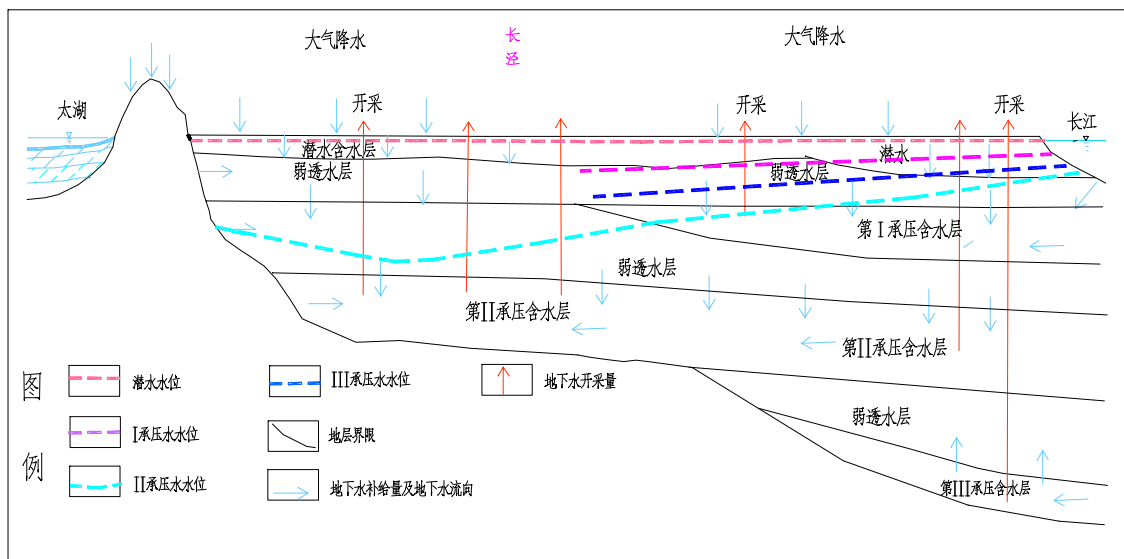 大气降水
长泾
大气降水
太湖
开采
开采
开采
长江
潜水含水层
潜水
弱透水层
弱透水层
第Ⅰ承压含水层
弱透水层
第II承压含水层
第II承压含水层
弱透水层
第III承压含水层
图例
潜水水位
III承压水水位
地下水开采量
I承压水水位
地层界限
II承压水水位
地下水补给量及地下水流向